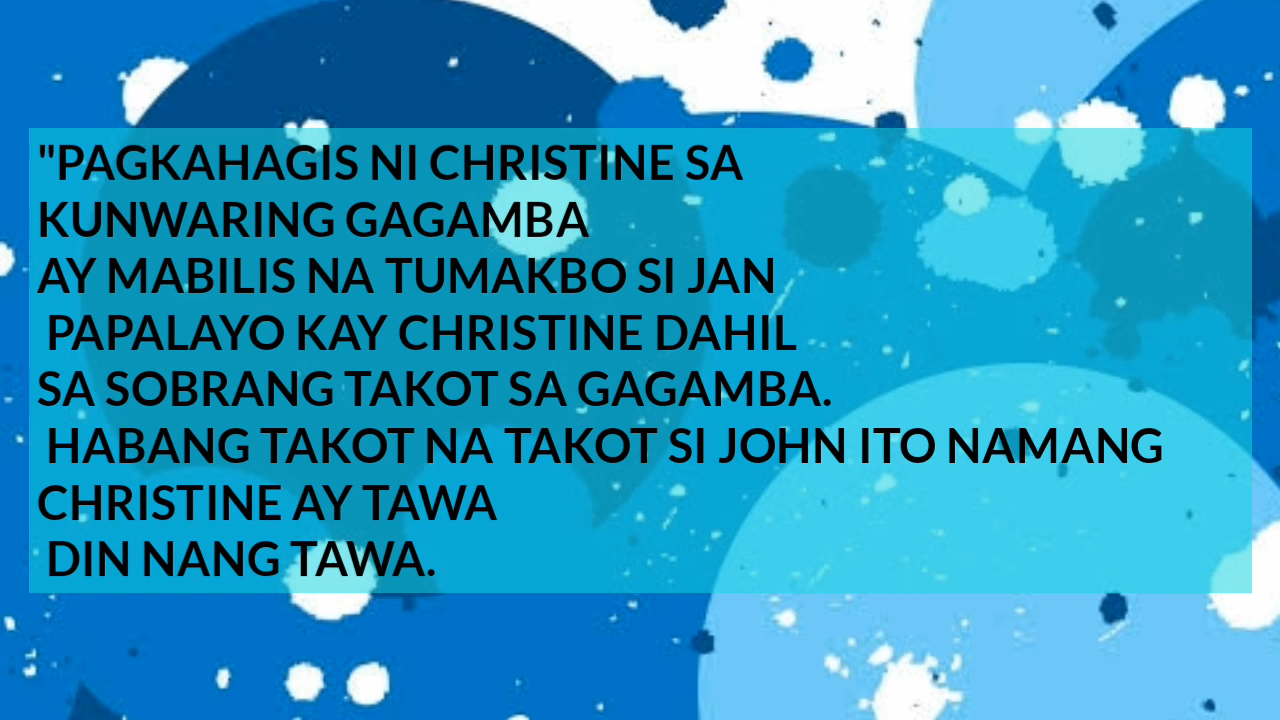 "PAGKAHAGIS NI CHRISTINE SA
KUNWARING GAGAMBA
AY MABILIS NA TUMAKBO SI JAN
PAPALAYO KAY CHRISTINE DAHIL
SA SOBRANG TAKOT SA GAGAMBA.
HABANG TAKOT NA TAKOT SI JOHN ITO NAMANG
CHRISTINE AY TAWA
DIN NANG TAWA.